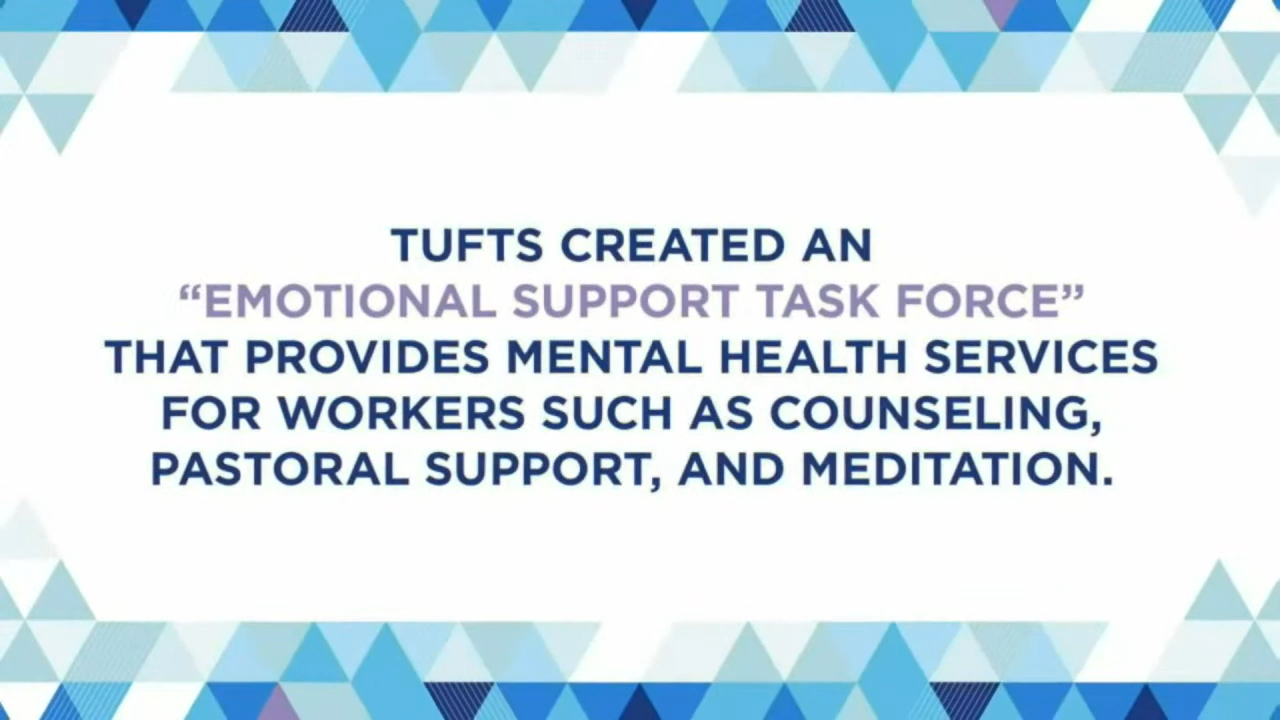 TUFTS CREATED AN
“EMOTIONAL SUPPORT TASK FORCE”
THAT PROVIDES MENTAL HEALTH SERVICES
FOR WORKERS SUCH AS COUNSELING,
PASTORAL SUPPORT, AND MEDITATION.